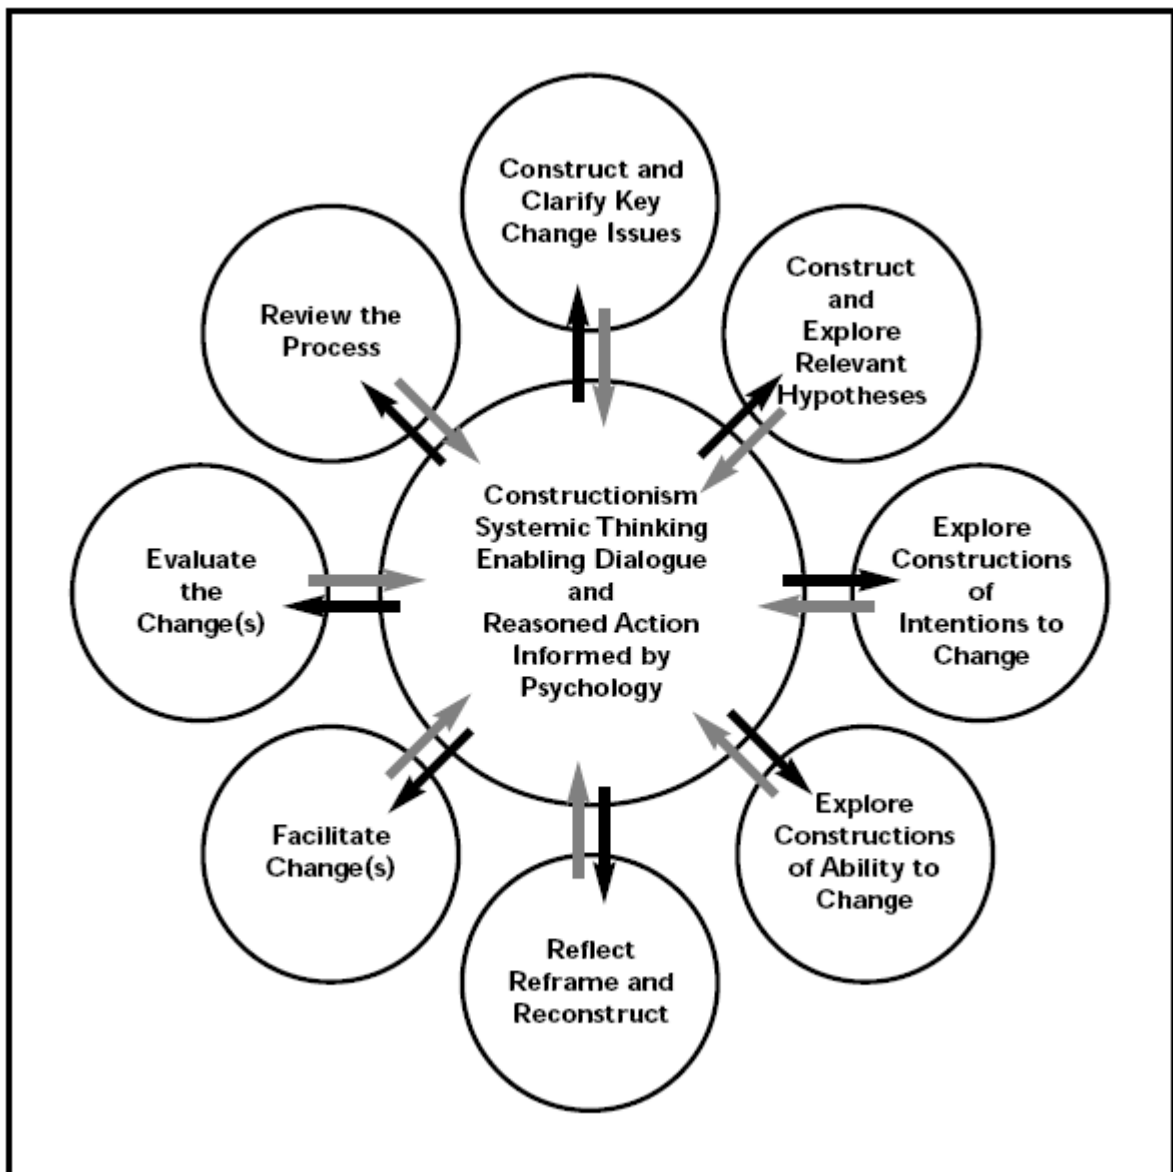 Construct and
Clarify Key
Change Issues
Construct
and
Explore
Relevant
Hypotheses
Explore
Constructions
of
Intentions to
Change
Explore
Constructions
of Ability to
Change
Reflect
Reframe and
Reconstruct
Facilitate
Change(s)
Evaluate
the
Change(s)
Review the
Process
Constructionism
Systemic Thinking
Enabling Dialogue
and
Reasoned Action
Informed by
Psychology